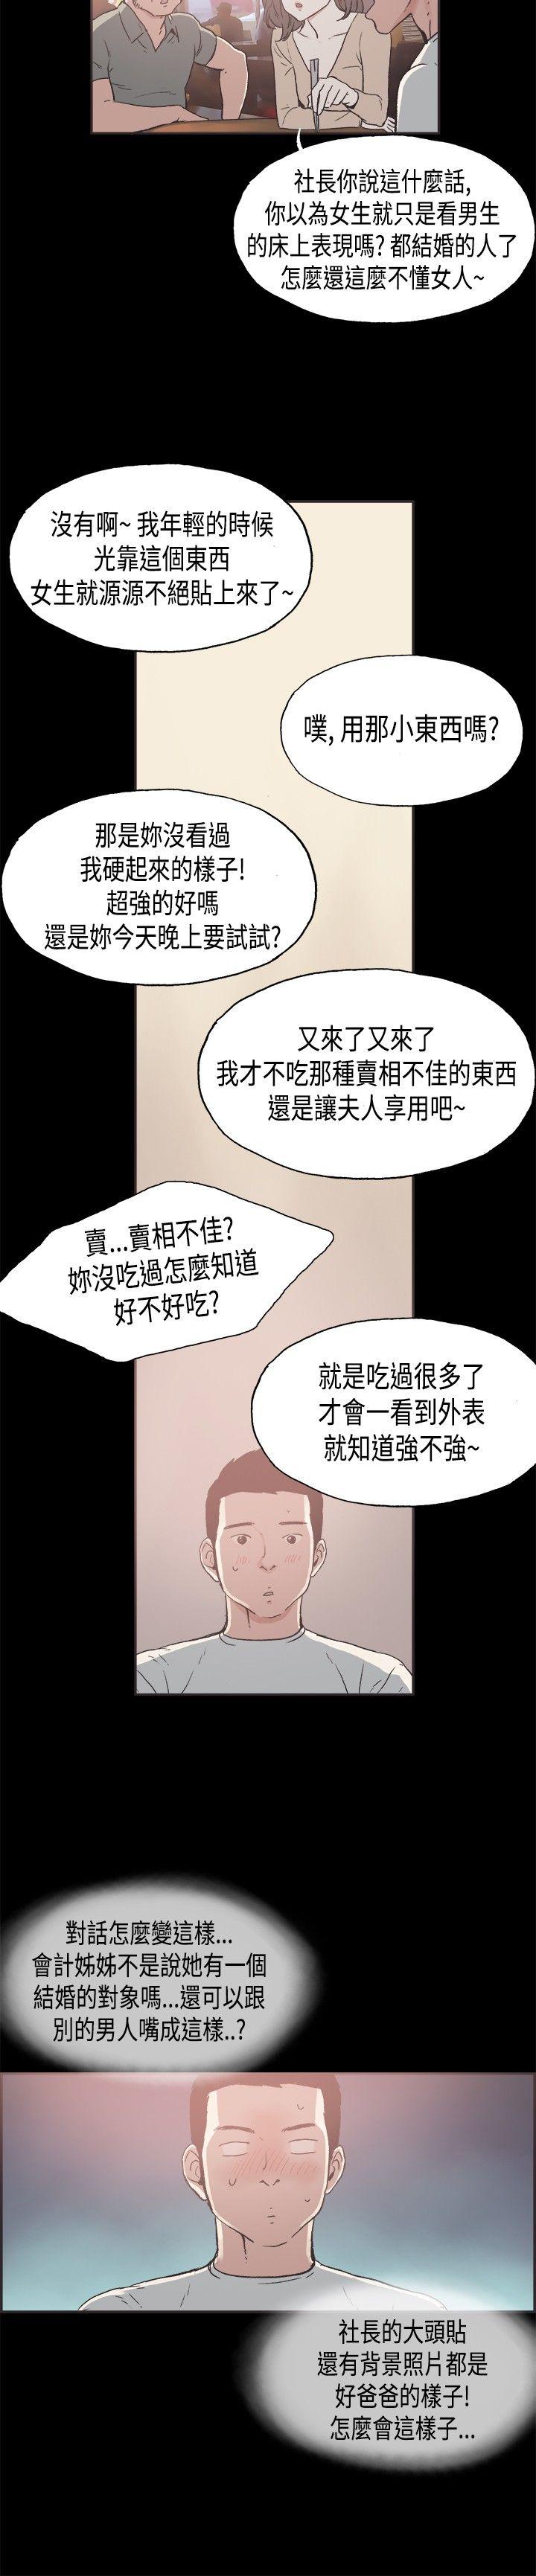 社長你說這什麼話,
你以為女生就只是看男生
的床上表現嗎? 都結婚的人了
怎麼還這麼不懂女人~
沒有啊~ 我年輕的時候
光靠這個東西
女生就源源不絕貼上來了~
噗, 用那小東西嗎?
那是妳沒看過
我硬起來的樣子!
超強的好嗎
還是妳今天晚上要試試?
又來了又來了
我才不吃那種賣相不佳的東西
還是讓夫人享用吧~
賣...賣相不佳?
妳沒吃過怎麼知道
好不好吃?
就是吃過很多了
才會一看到外表
就知道強不強~
對話怎麼變這樣...
會計姊姊不是說她有一個
結婚的對象嗎...還可以跟
別的男人嘴成這樣..?
社長的大頭貼
還有背景照片都是
好爸爸的樣子!
怎麼會這樣子...